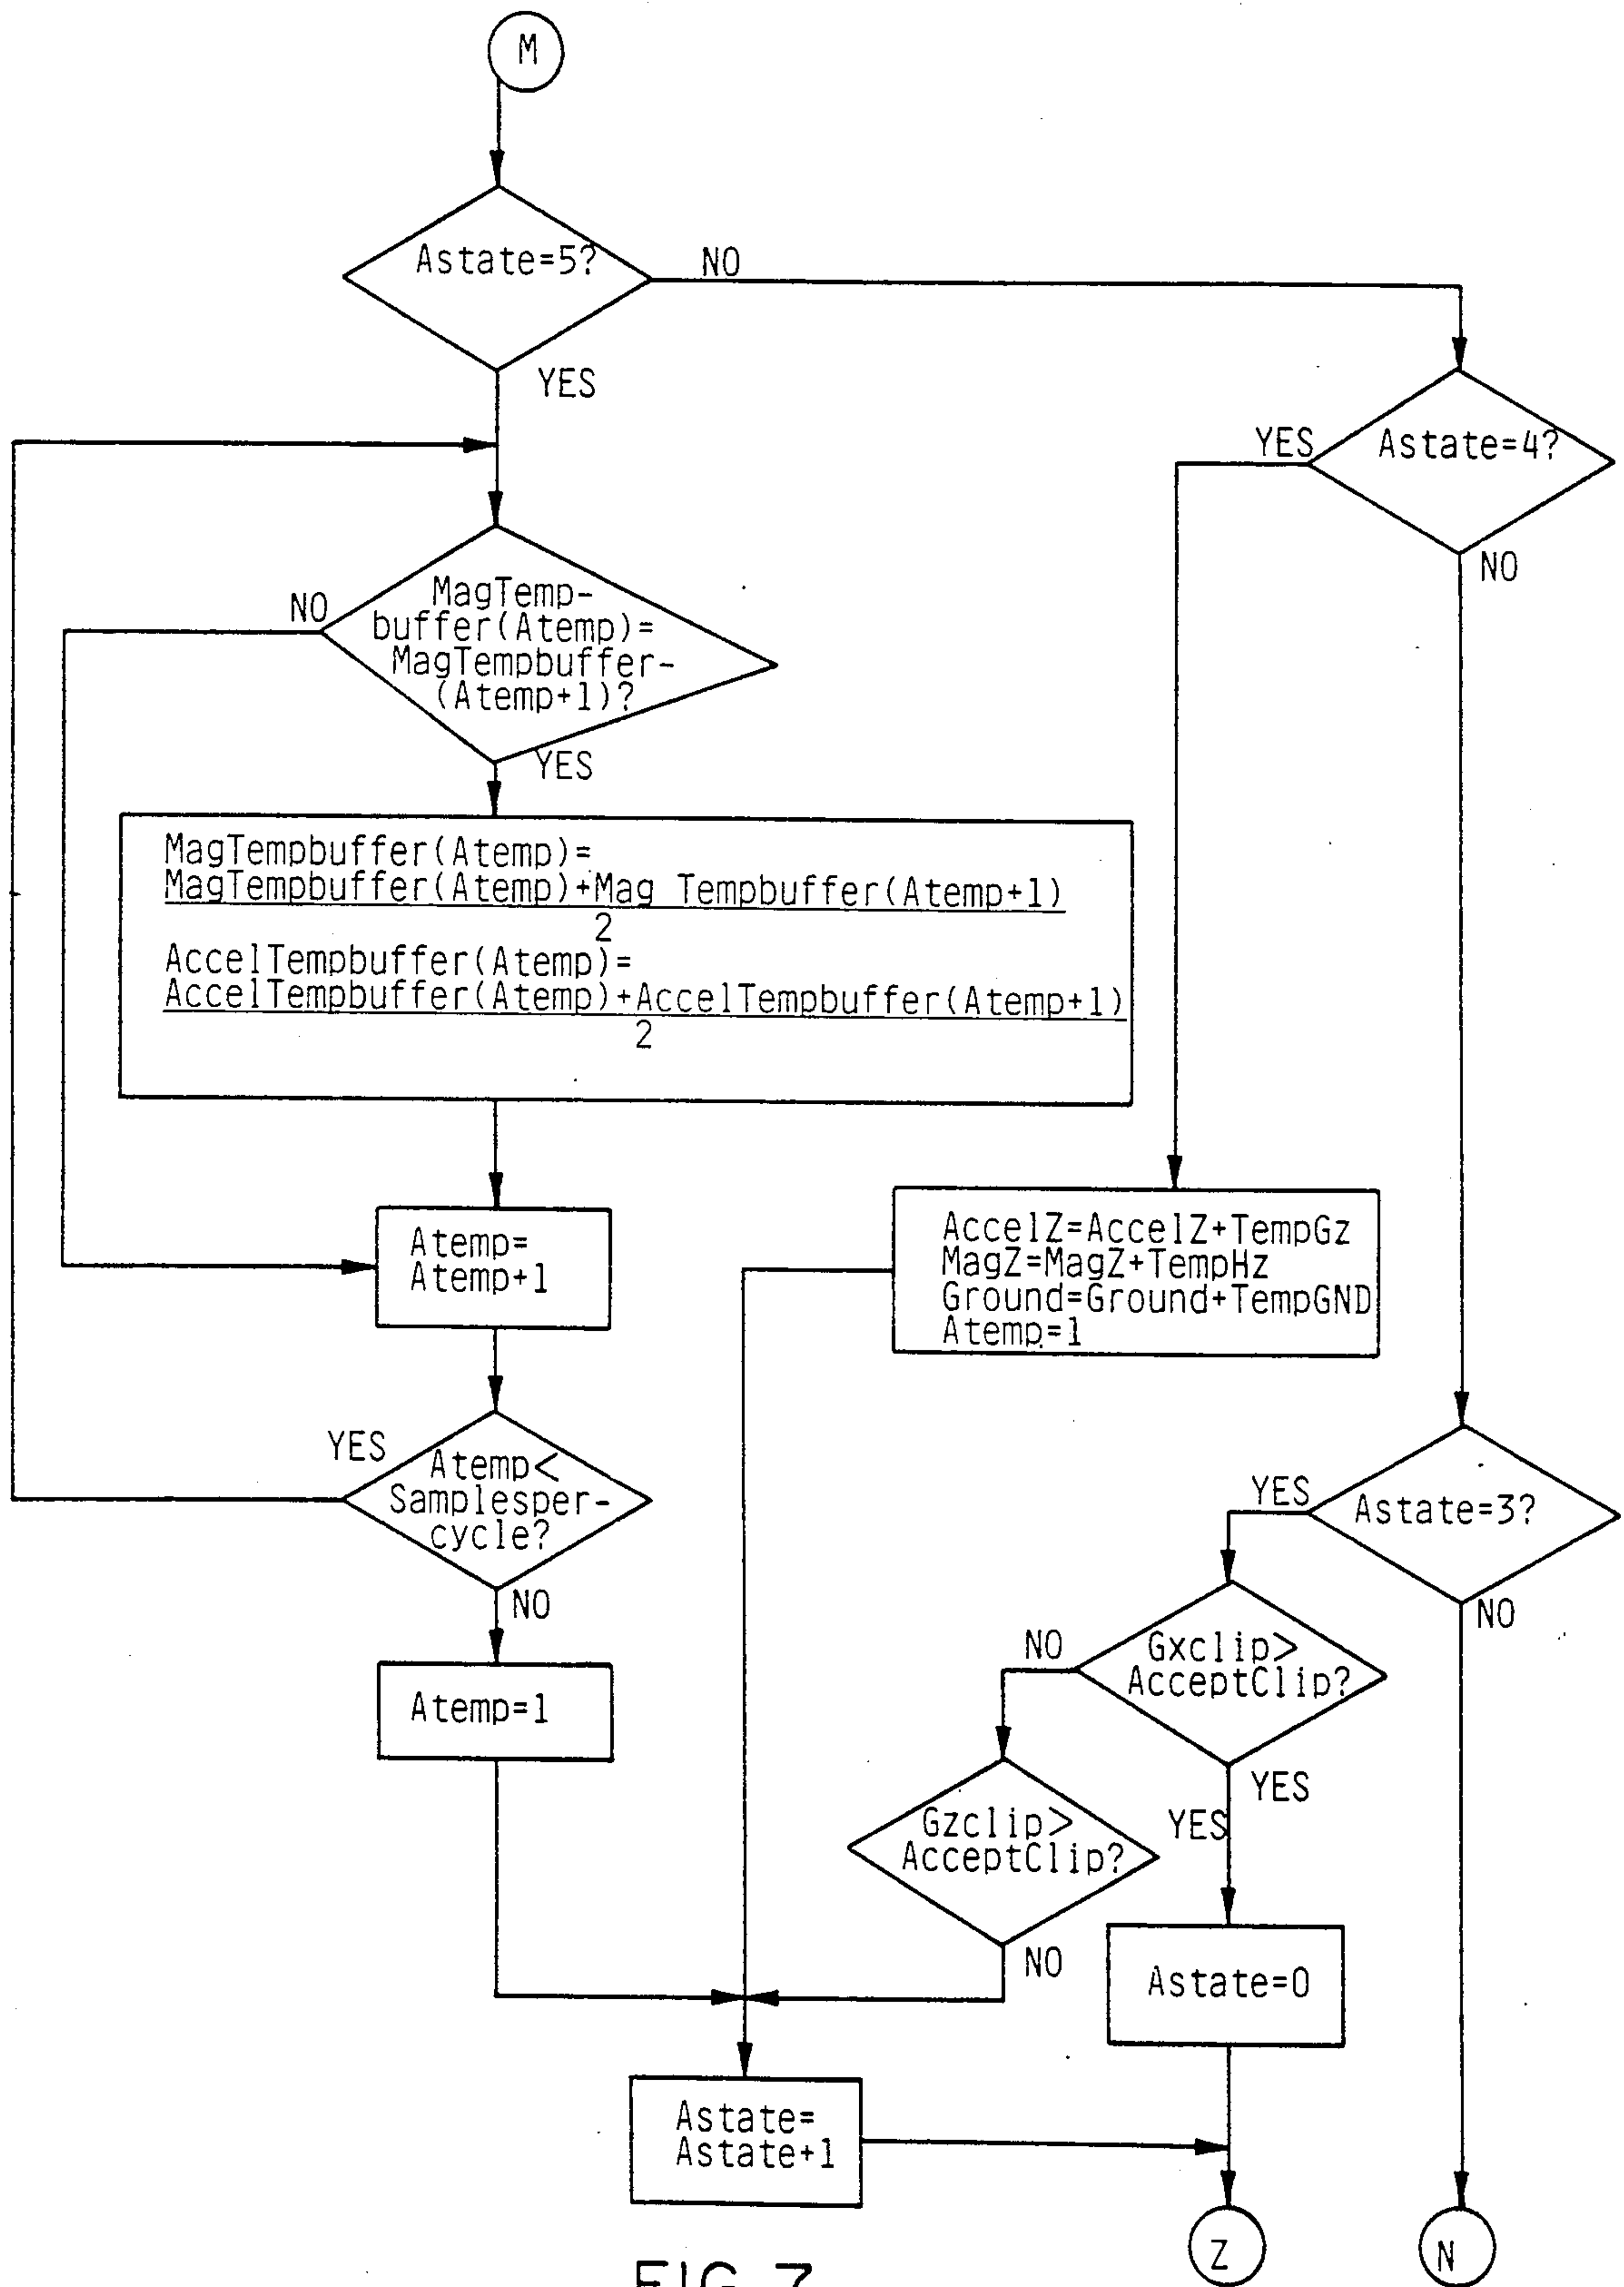 M
Astate=5?
NO
YES
YES
Astate=4?
NO
NO
MagTemp-
buffer(Atemp)=
MagTempbuffer-
(Atemp+1)?
YES
MagTempbuffer(Atemp)=
MagTempbuffer(Atemp)+Mag Tempbuffer(Atemp+1)
2
AccelTempbuffer(Atemp)=
AccelTempbuffer(Atemp)+AccelTempbuffer(Atemp+1)
2
Atemp=
Atemp+1
AccelZ=AccelZ+TempGz
MagZ=MagZ+TempHz
Ground=Ground+TempGND
Atemp=1
YES
Atemp<
Samplesper-
cycle?
NO
YES
Astate=3?
NO
Atemp=1
NO
Gxclip>
AcceptClip?
YES
Gzclip>
AcceptClip?
YES
NO
Astate=0
Astate=
Astate+1
Z
N
FIG. 7